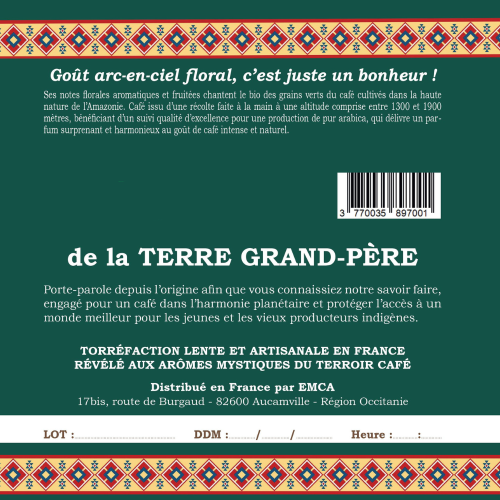 Goût arc-en-ciel floral, c'est juste un bonheur !
Ses notes florales aromatiques et fruitées chantent le bio des grains verts du café cultivés dans la haute
nature de l'Amazonie. Café issu d'une récolte faite à la main à une altitude comprise entre 1300 et 1900
mètres, bénéficiant d'un suivi qualité d'excellence pour une production de pur arabica, qui délivre un par-
fum surprenant et harmonieux au goût de café intense et naturel.
3 770035 897001
de la TERRE GRAND-PÈRE
Porte-parole depuis l'origine afin que vous connaissiez notre savoir faire,
engagé pour un café dans l'harmonie planétaire et protéger l'accès à un
monde meilleur pour les jeunes et les vieux producteurs indigènes.
TORRÉFACTION LENTE ET ARTISANALE EN FRANCE
RÉVÉLÉ AUX ARÔMES MYSTIQUES DU TERROIR CAFÉ
Distribué en France par EMCA
17bis, route de Burgaud - 82600 Aucamville - Région Occitanie
LOT :.............................. DDM :........./........../........... Heure :.........:.......